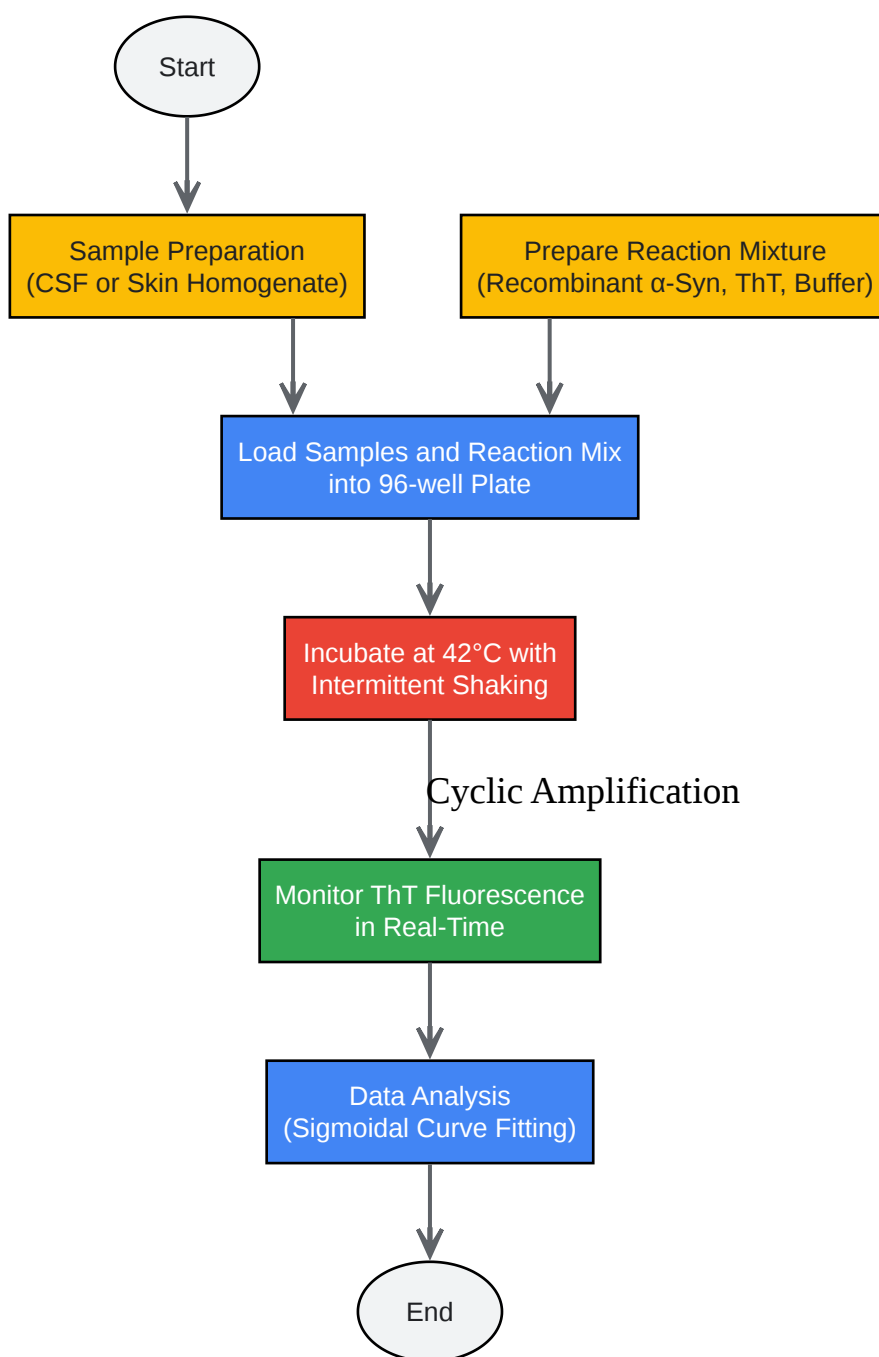 Start
Sample Preparation
(CSF or Skin Homogenate)
Prepare Reaction Mixture
(Recombinant α-Syn, ThT, Buffer)
Load Samples and Reaction Mix
into 96-well Plate
Incubate at 42°C with
Intermittent Shaking
Cyclic Amplification
Monitor ThT Fluorescence
in Real-Time
Data Analysis
(Sigmoidal Curve Fitting)
End